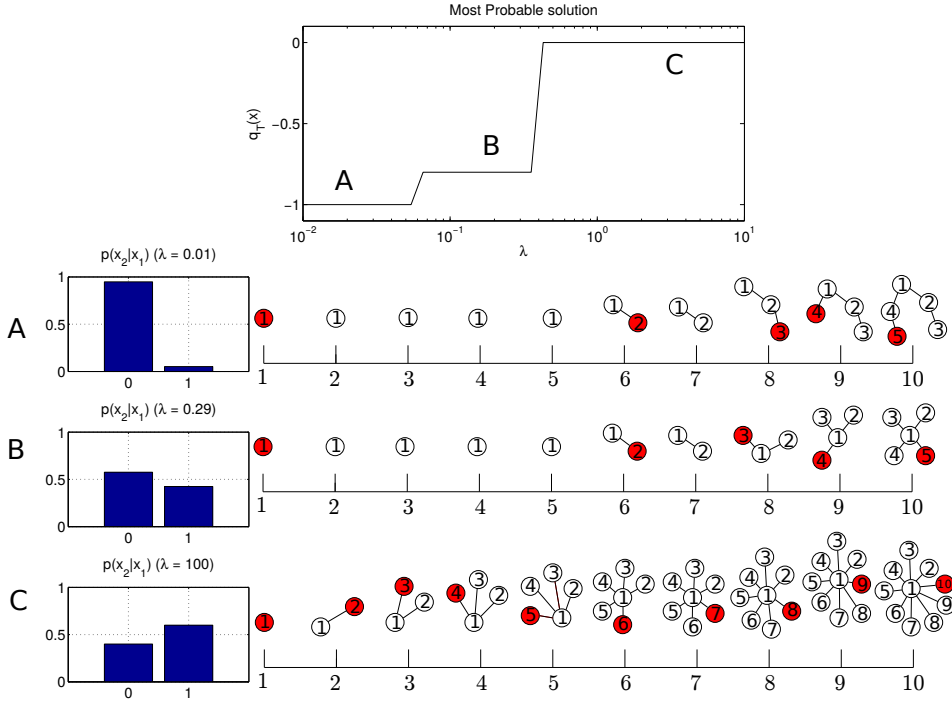 Most Probable solution
q_T(x)
0
−0.5
−1
A
B
C
10^−2
10^−1
10^0
10^1
λ
A
p(x_2|x_1) (λ = 0.01)
1
0.5
0
0
1
1
1
1
1
1
1 2
1 2
1 2 3
1 2 3 4
1 2 3 4 5
1 2 3 4 5 6 7 8 9 10
B
p(x_2|x_1) (λ = 0.29)
1
0.5
0
0
1
1
1
1
1
1
1 2
1 2
1 2 3
1 2 3 4
1 2 3 4 5
1 2 3 4 5 6 7 8 9 10
C
p(x_2|x_1) (λ = 100)
1
0.5
0
0
1
1
1 2
1 2 3
1 2 3 4
1 2 3 4 5
1 2 3 4 5 6
1 2 3 4 5 6 7
1 2 3 4 5 6 7 8
1 2 3 4 5 6 7 8 9
1 2 3 4 5 6 7 8 9 10
1 2 3 4 5 6 7 8 9 10